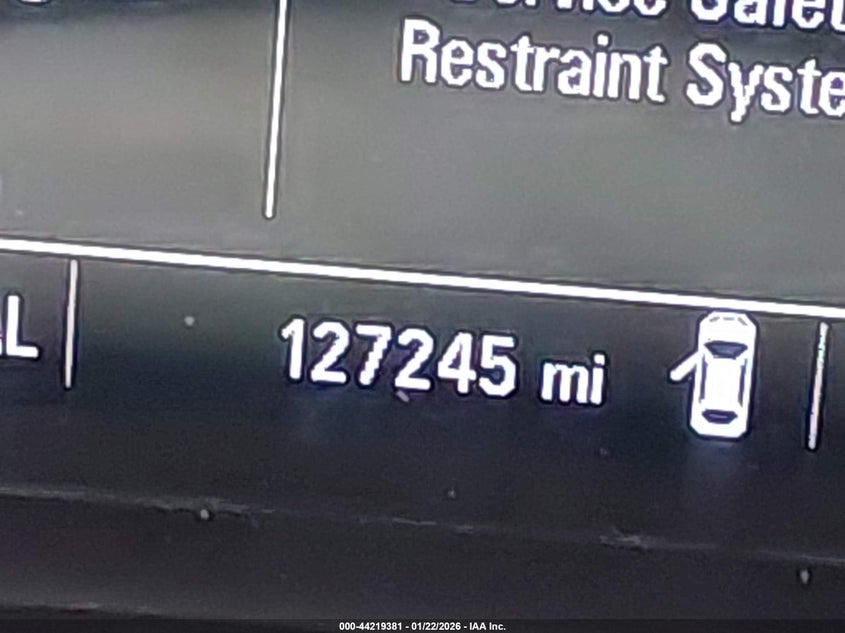 Restraint Syste
127245 mi
000-44219381 - 01/22/2026 - IAA Inc.